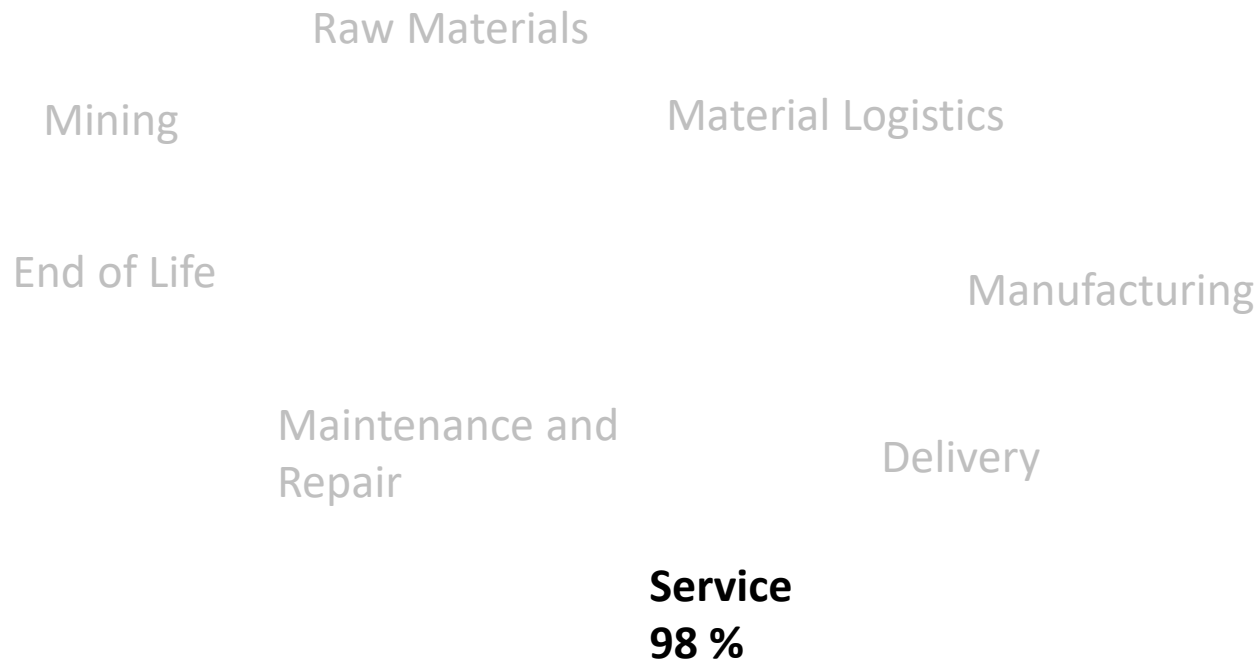 Raw Materials
Mining
Material Logistics
End of Life
Manufacturing
Maintenance and
Repair
Delivery
Service
98 %